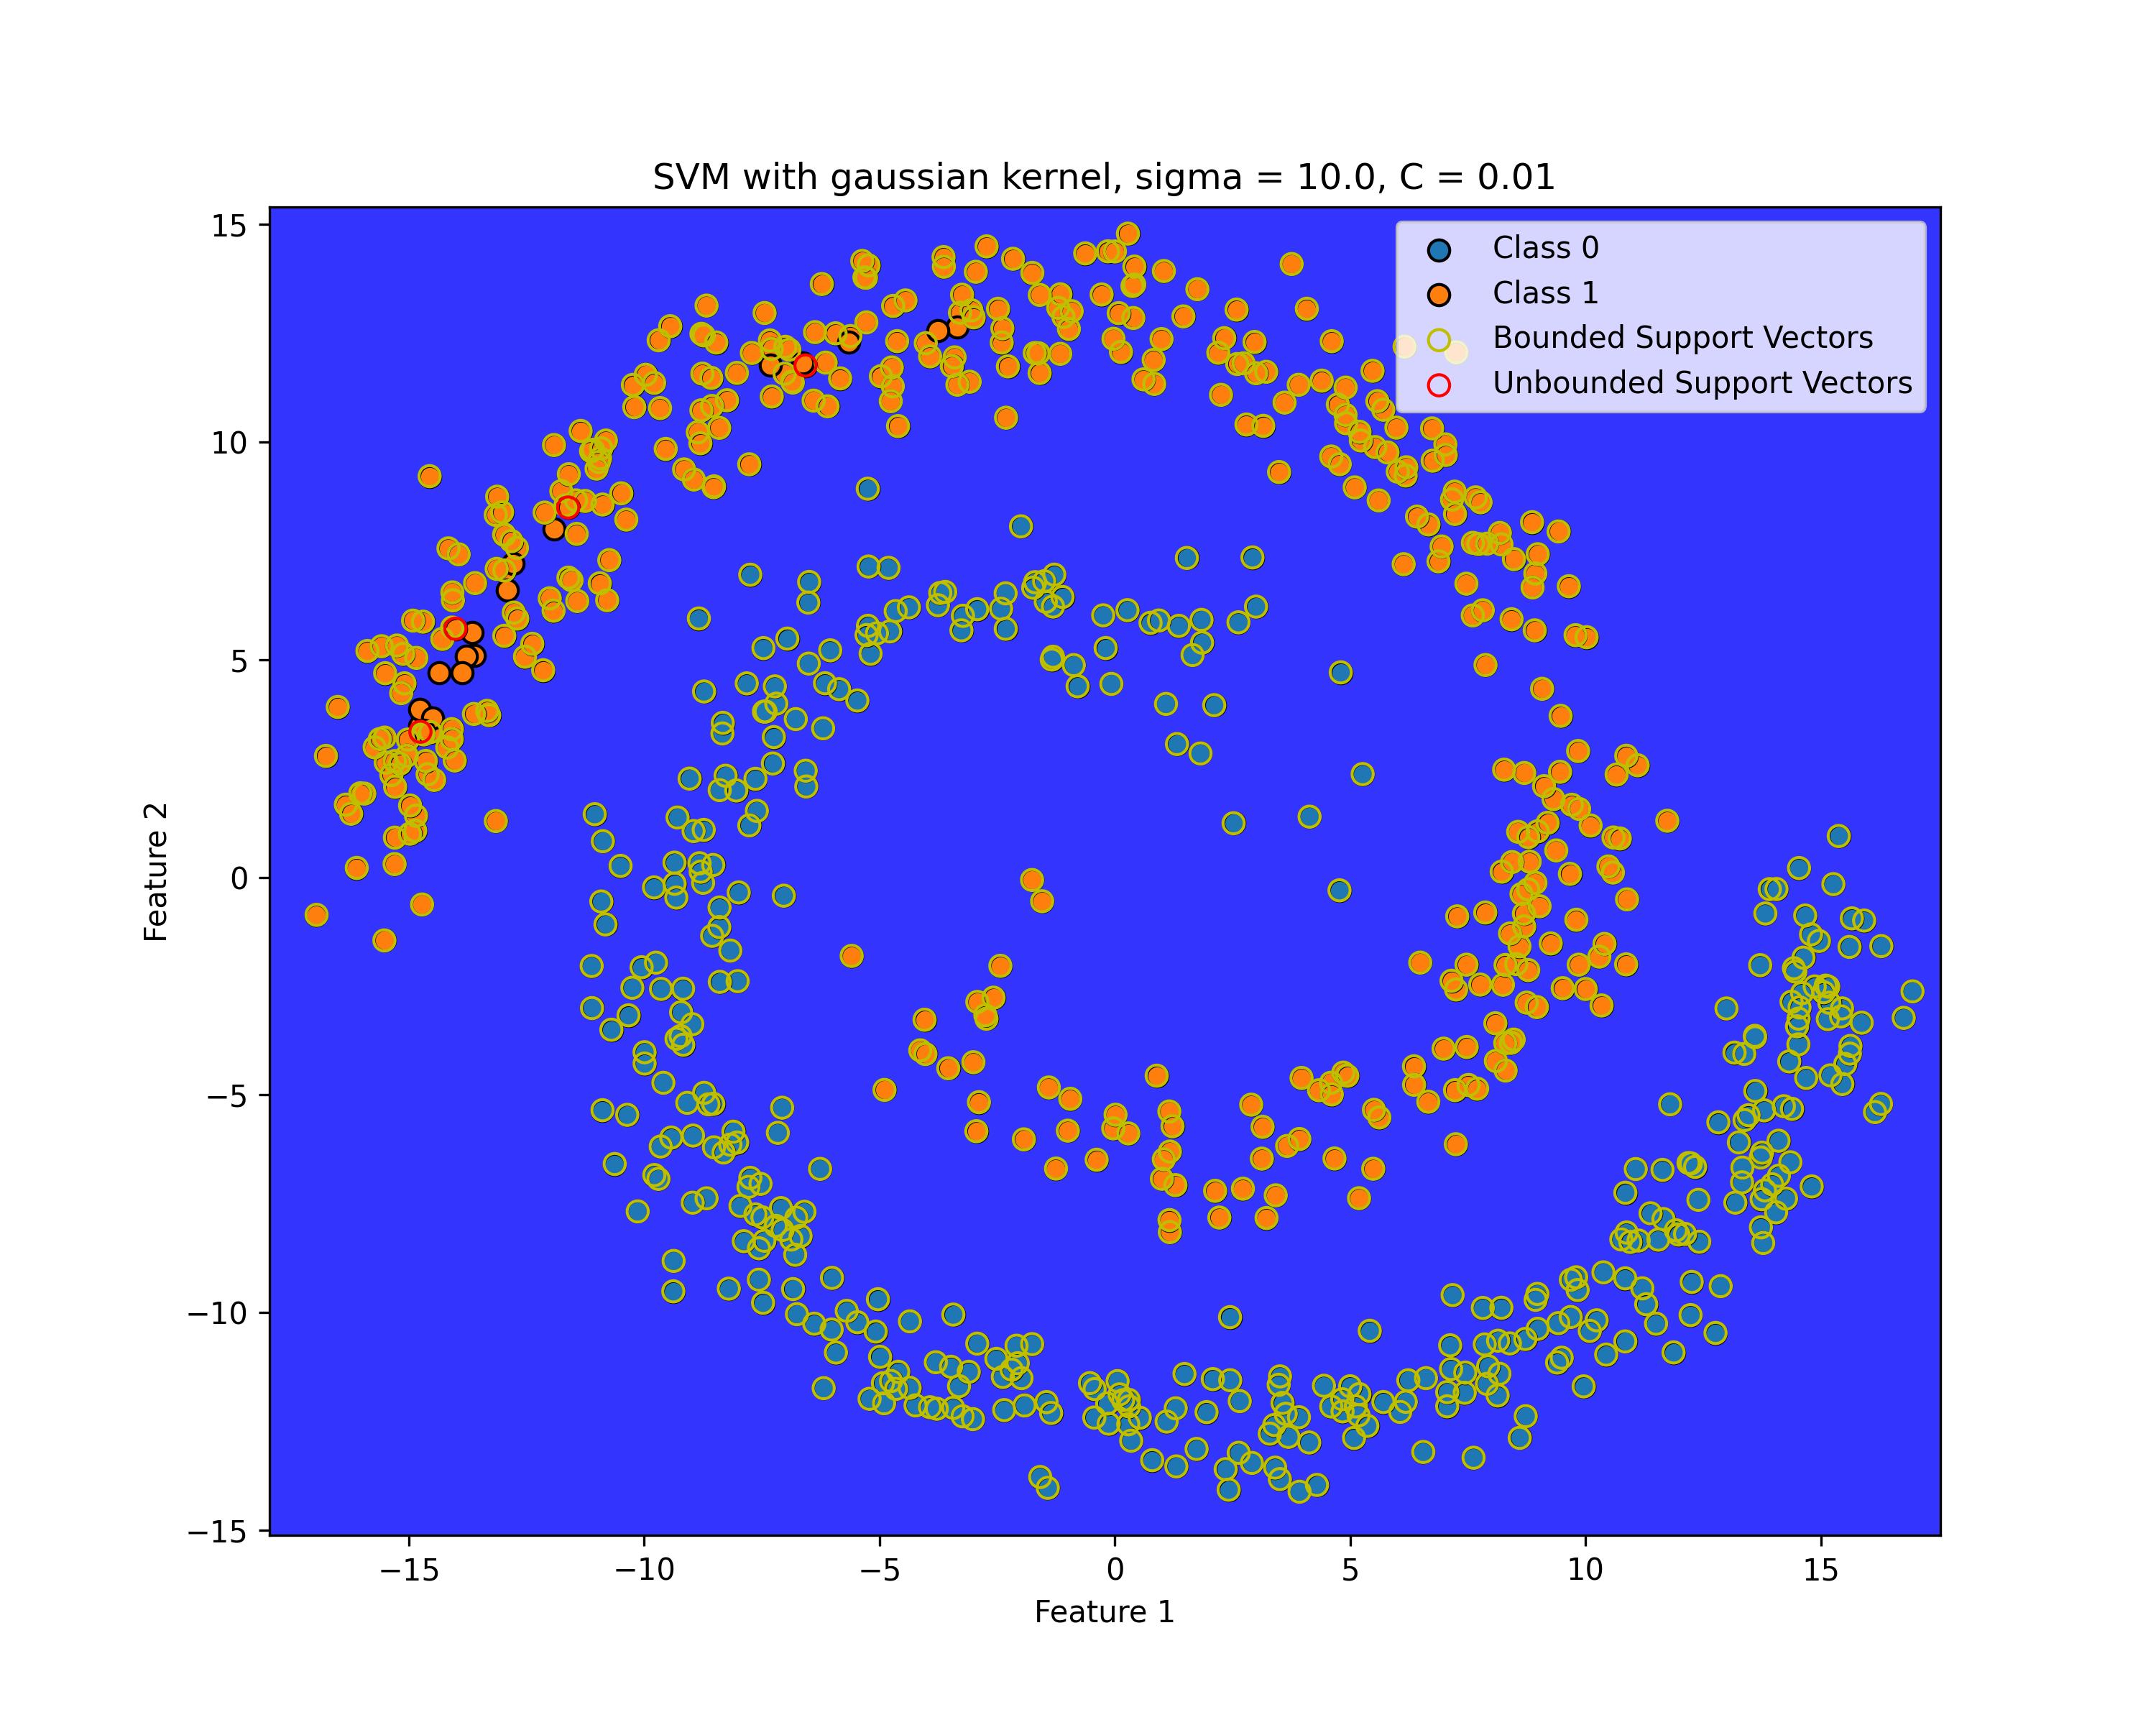 SVM with gaussian kernel, sigma = 10.0, C = 0.01
Class 0
Class 1
Bounded Support Vectors
Unbounded Support Vectors
15
10
5
0
−5
−10
−15
Feature 2
−15 −10 −5 0 5 10 15
Feature 1